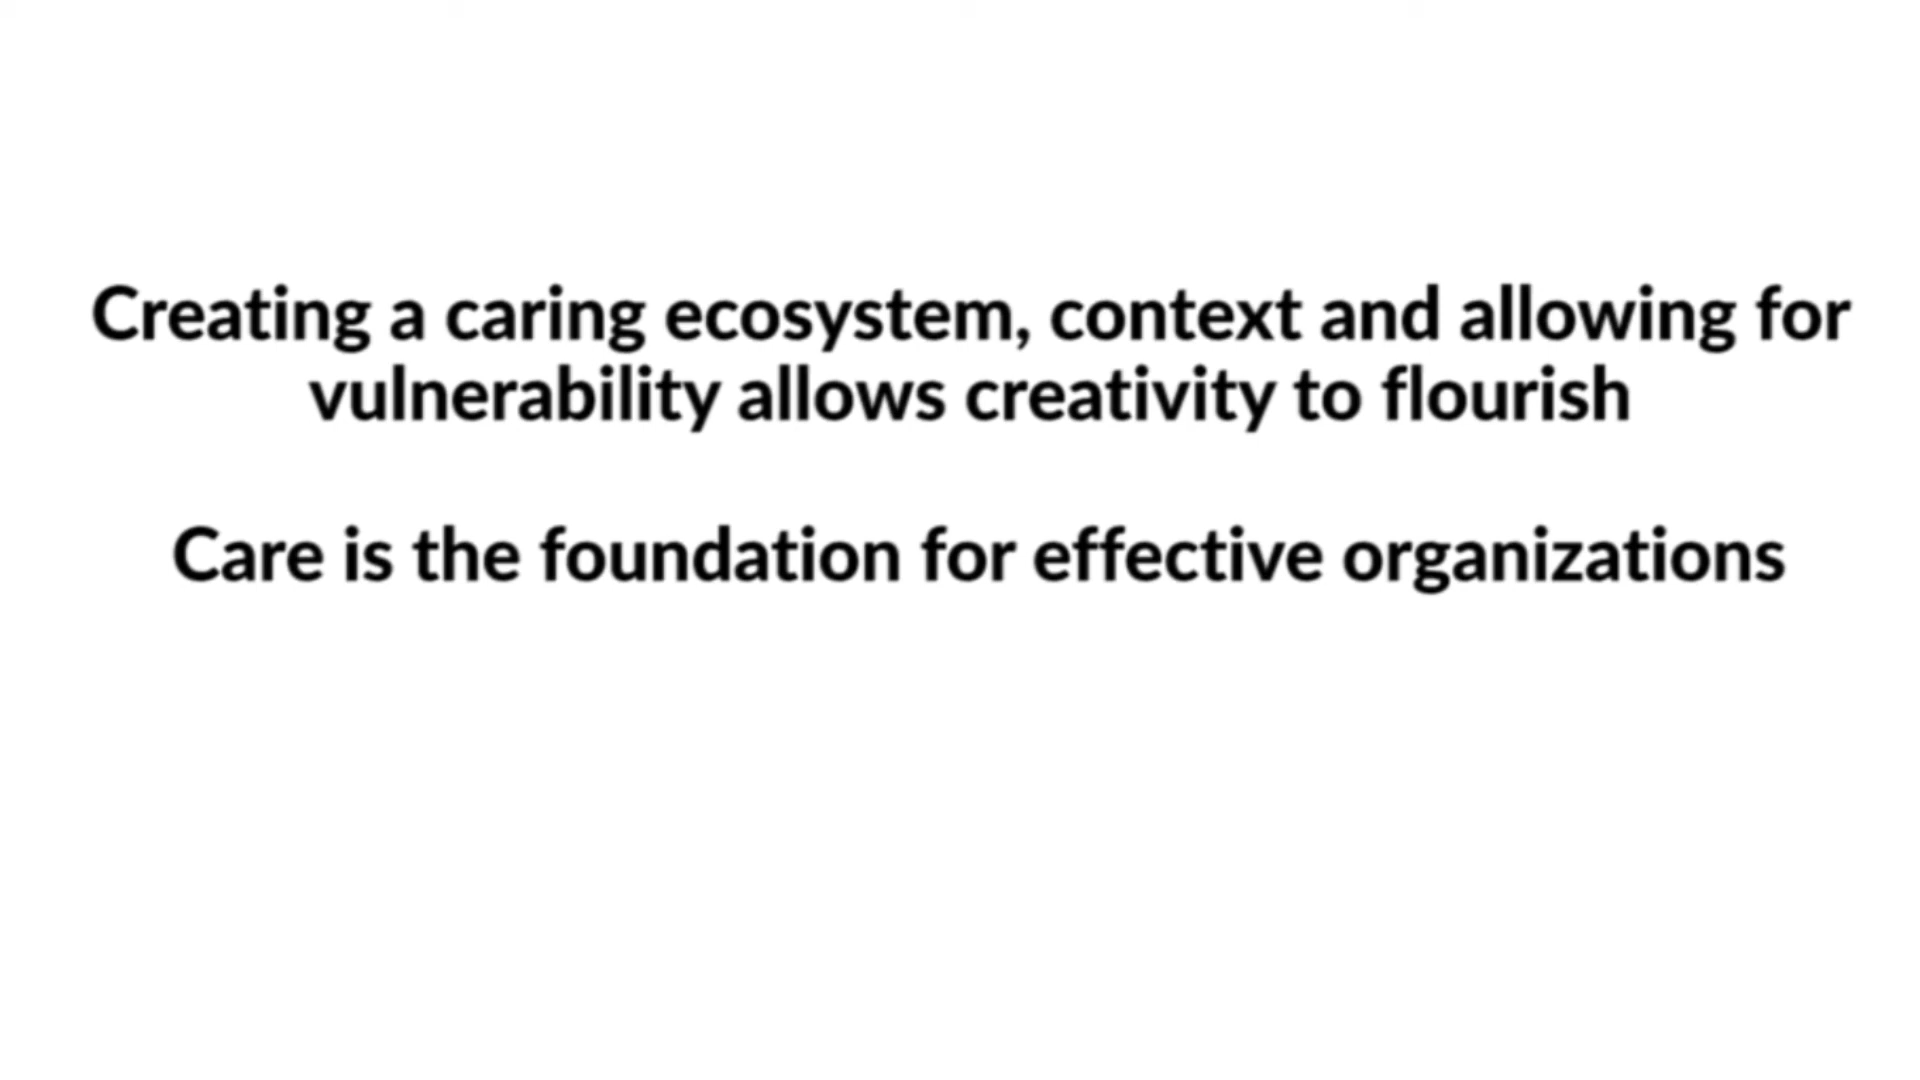 Creating a caring ecosystem, context and allowing for
vulnerability allows creativity to flourish
Care is the foundation for effective organizations